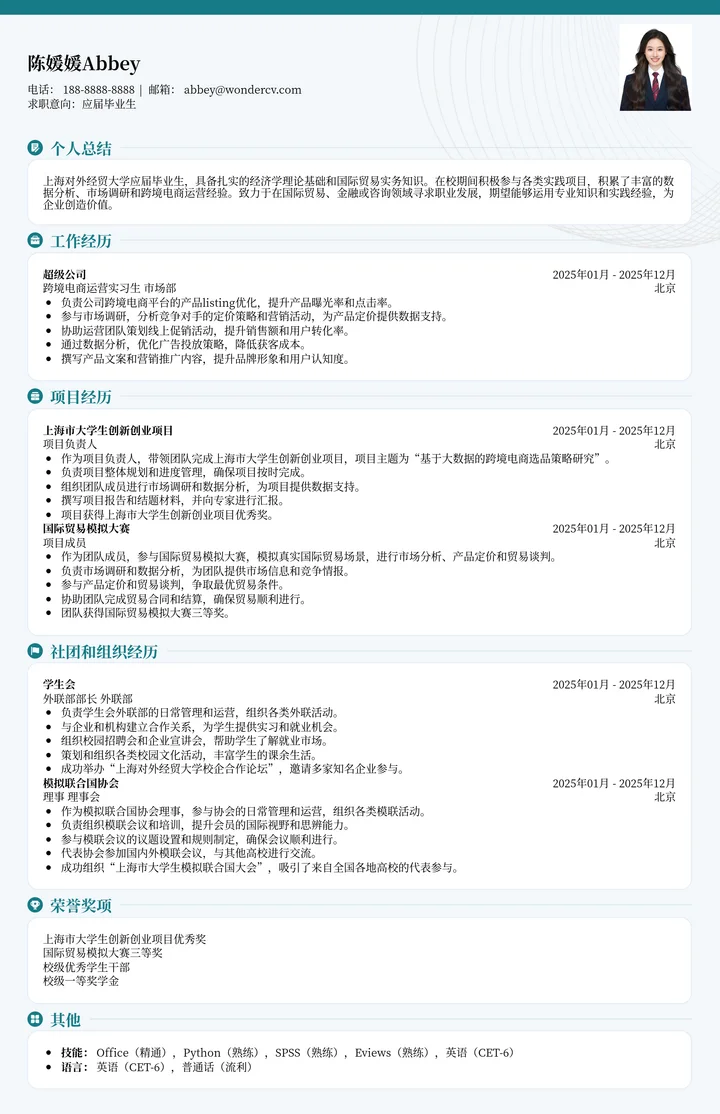 陈媛媛Abbey
电话： 188-8888-8888 | 邮箱： abbey@wondercv.com
求职意向：应届毕业生
个人总结
上海对外经贸大学应届毕业生，具备扎实的经济学理论基础和国际贸易实务知识。在校期间积极参与各类实践项目，积累了丰富的数
据分析、市场调研和跨境电商运营经验。致力于在国际贸易、金融或咨询领域寻求职业发展，期望能够运用专业知识和实践经验，为
企业创造价值。
工作经历
超级公司 2025年01月 - 2025年12月
跨境电商运营实习生 市场部 北京
• 负责公司跨境电商平台的产品listing优化，提升产品曝光率和点击率。
• 参与市场调研，分析竞争对手的定价策略和营销活动，为产品定价提供数据支持。
• 协助运营团队策划线上促销活动，提升销售额和用户转化率。
• 通过数据分析，优化广告投放策略，降低获客成本。
• 撰写产品文案和营销推广内容，提升品牌形象和用户认知度。
项目经历
上海市大学生创新创业项目 2025年01月 - 2025年12月
项目负责人 北京
• 作为项目负责人，带领团队完成上海市大学生创新创业项目，项目主题为“基于大数据的跨境电商选品策略研究”。
• 负责项目整体规划和进度管理，确保项目按时完成。
• 组织团队成员进行市场调研和数据分析，为项目提供数据支持。
• 撰写项目报告和结题材料，并向专家进行汇报。
• 项目获得上海市大学生创新创业项目优秀奖。
国际贸易模拟大赛 2025年01月 - 2025年12月
项目成员 北京
• 作为团队成员，参与国际贸易模拟大赛，模拟真实国际贸易场景，进行市场分析、产品定价和贸易谈判。
• 负责市场调研和数据分析，为团队提供市场信息和竞争情报。
• 参与产品定价和贸易谈判，争取最优贸易条件。
• 协助团队完成贸易合同和结算，确保贸易顺利进行。
• 团队获得国际贸易模拟大赛三等奖。
社团和组织经历
学生会 2025年01月 - 2025年12月
外联部部长 外联部 北京
• 负责学生会外联部的日常管理和运营，组织各类外联活动。
• 与企业和机构建立合作关系，为学生提供实习和就业机会。
• 组织校园招聘会和企业宣讲会，帮助学生了解就业市场。
• 策划和组织各类校园文化活动，丰富学生的课余生活。
• 成功举办“上海对外经贸大学校企合作论坛”，邀请多家知名企业参与。
模拟联合国协会 2025年01月 - 2025年12月
理事 理事会 北京
• 作为模拟联合国协会理事，参与协会的日常管理和运营，组织各类模联活动。
• 负责组织模联会议和培训，提升会员的国际视野和思辨能力。
• 参与模联会议的议题设置和规则制定，确保会议顺利进行。
• 代表协会参加国内外模联会议，与其他高校进行交流。
• 成功组织“上海市大学生模拟联合国大会”，吸引了来自全国各地高校的代表参与。
荣誉奖项
上海市大学生创新创业项目优秀奖
国际贸易模拟大赛三等奖
校级优秀学生干部
校级一等奖学金
其他
• 技能： Office（精通），Python（熟练），SPSS（熟练），Eviews（熟练），英语（CET-6）
• 语言： 英语（CET-6），普通话（流利）